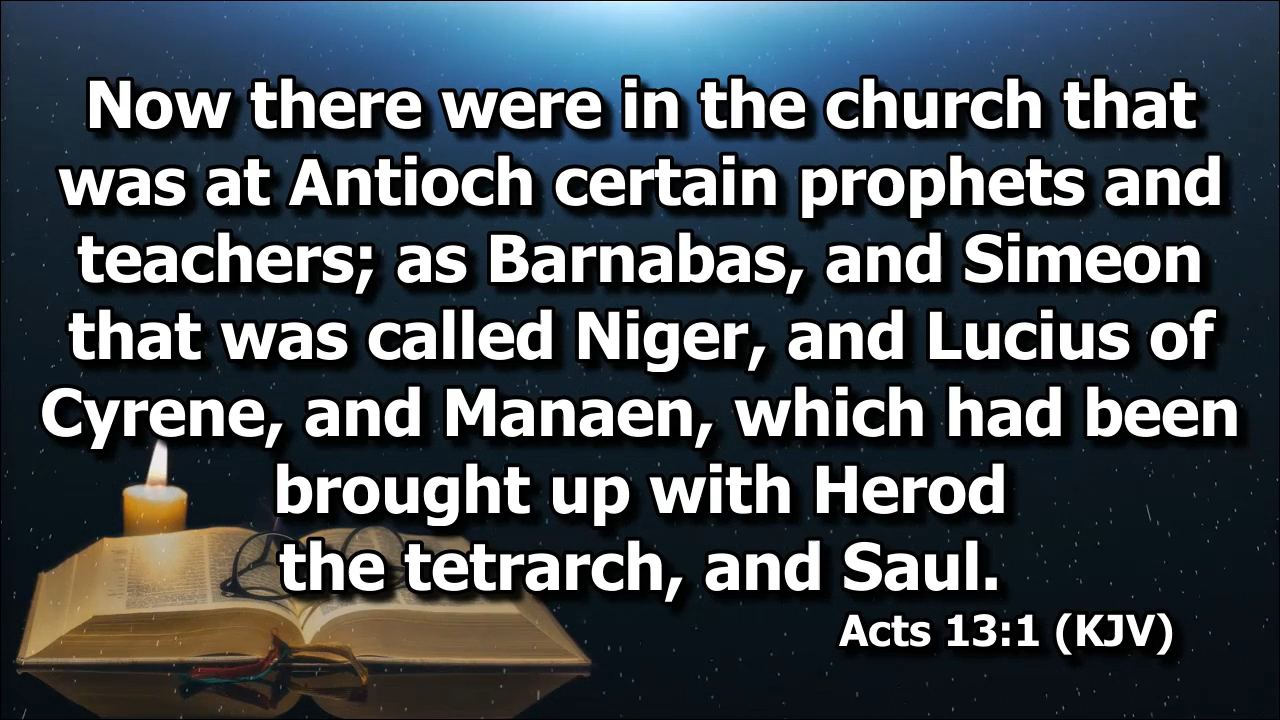 Now there were in the church that
was at Antioch certain prophets and
teachers; as Barnabas, and Simeon
that was called Niger, and Lucius of
Cyrene, and Manaen, which had been
brought up with Herod
the tetrarch, and Saul.
Acts 13:1 (KJV)